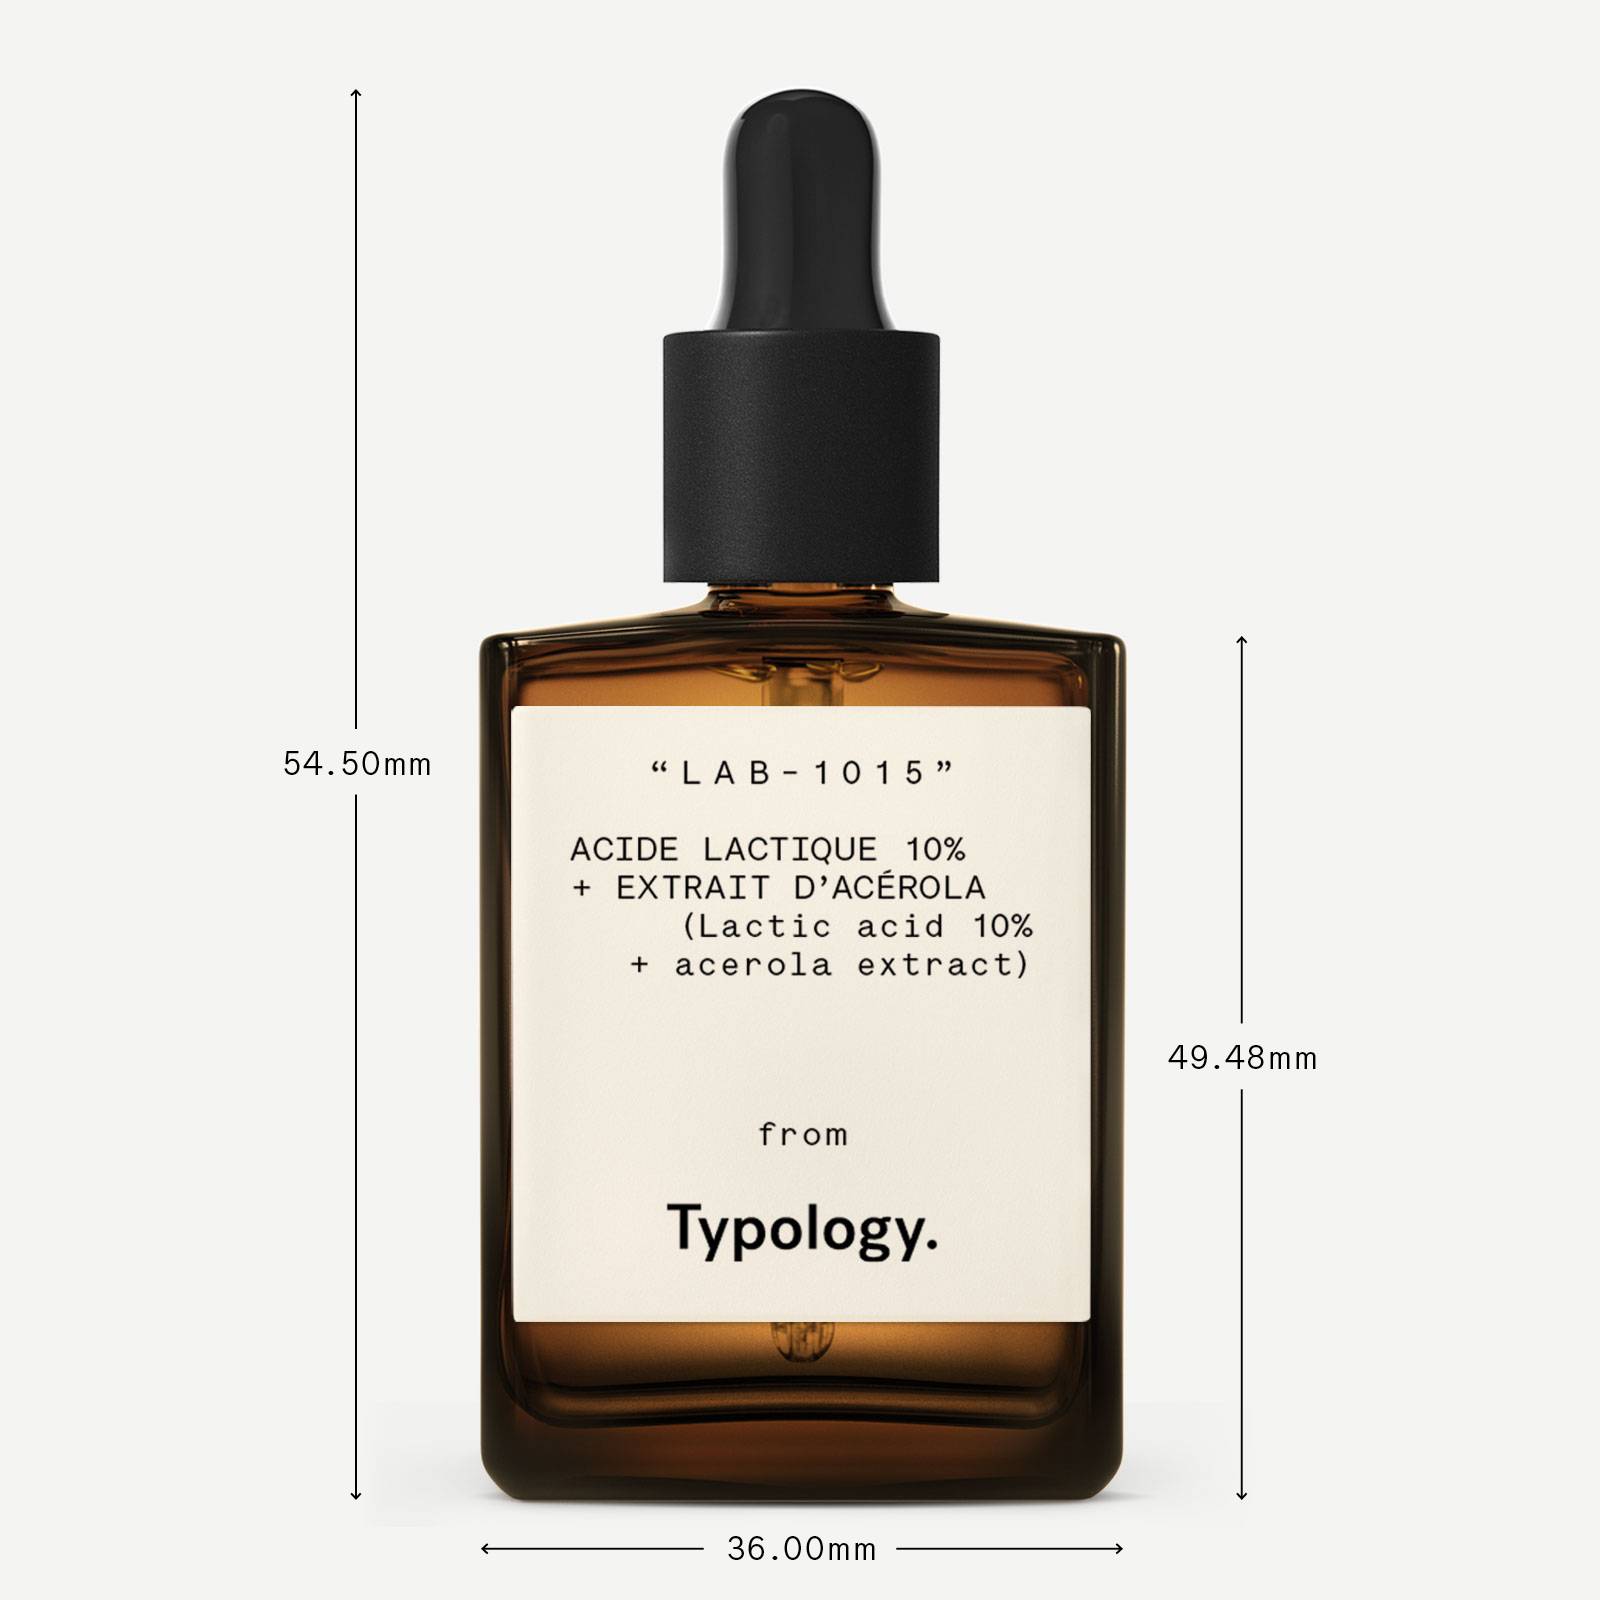 54.50mm
“LAB-1015”
ACIDE LACTIQUE 10%
+ EXTRAIT D’ACÉROLA
(Lactic acid 10%
+ acerola extract)
49.48mm
from
Typology.
36.00mm